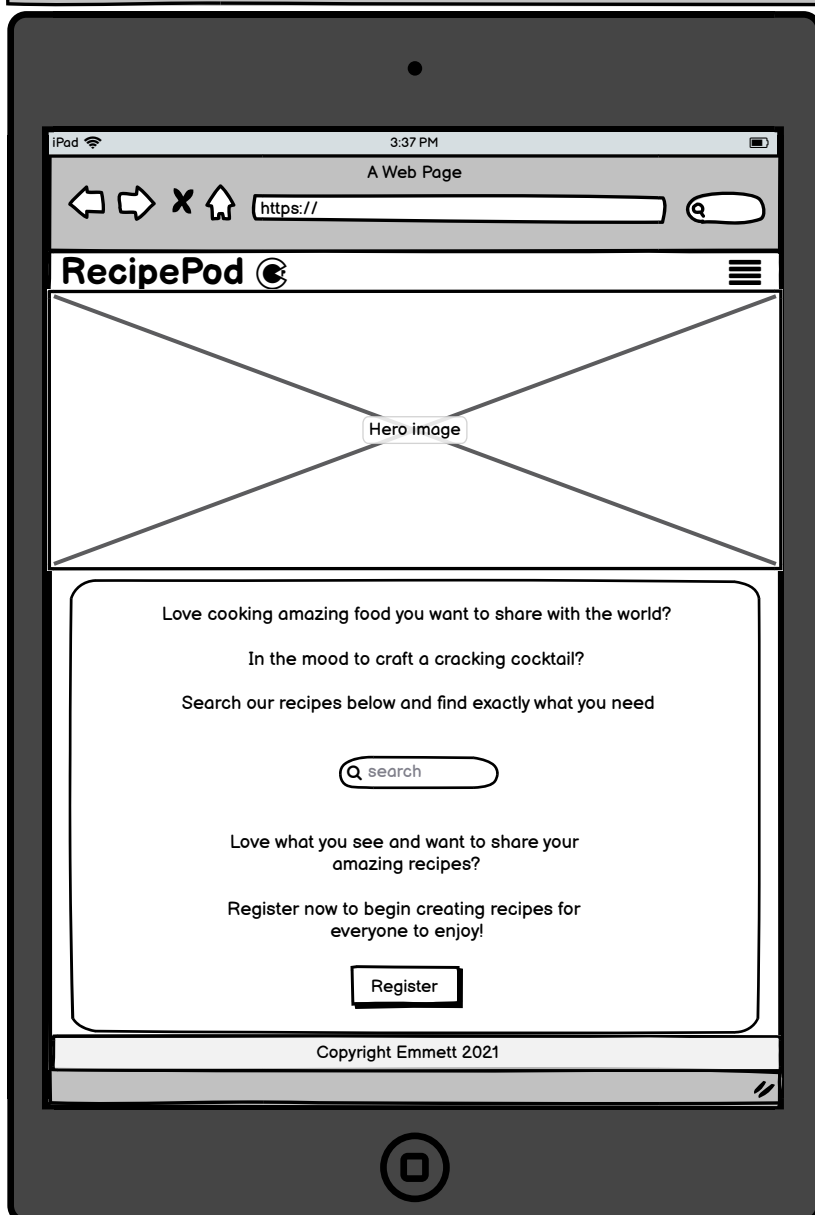 iPad
3:37 PM
A Web Page
https://
RecipePod
Hero image
Love cooking amazing food you want to share with the world?
In the mood to craft a cracking cocktail?
Search our recipes below and find exactly what you need
search
Love what you see and want to share your
amazing recipes?
Register now to begin creating recipes for
everyone to enjoy!
Register
Copyright Emmett 2021